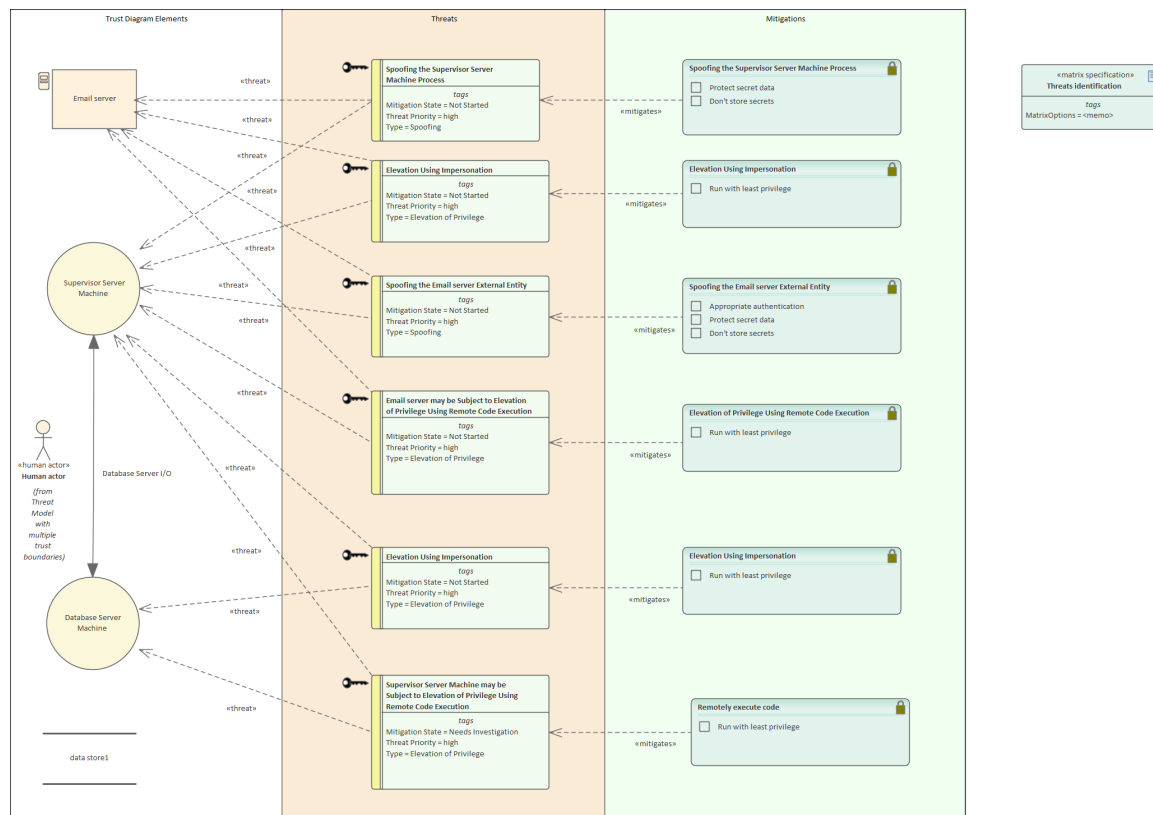 Trust Diagram Elements
Threats
Mitigations
Email server
Supervisor Server
Machine
«human actor»
Human actor
(from
Threat
Model
with
multiple
trust
boundaries)
Database Server I/O
Database Server
Machine
data store1
«threat»
«threat»
«threat»
«threat»
«threat»
«threat»
«threat»
«threat»
«threat»
«threat»
«threat»
«threat»
Spoofing the Supervisor Server
Machine Process
tags
Mitigation State = Not Started
Threat Priority = high
Type = Spoofing
Elevation Using Impersonation
tags
Mitigation State = Not Started
Threat Priority = high
Type = Elevation of Privilege
Spoofing the Email server External Entity
tags
Mitigation State = Not Started
Threat Priority = high
Type = Spoofing
Email server may be Subject to Elevation
of Privilege Using Remote Code Execution
tags
Mitigation State = Not Started
Threat Priority = high
Type = Elevation of Privilege
Elevation Using Impersonation
tags
Mitigation State = Not Started
Threat Priority = high
Type = Elevation of Privilege
Supervisor Server Machine may be
Subject to Elevation of Privilege Using
Remote Code Execution
tags
Mitigation State = Needs Investigation
Threat Priority = high
Type = Elevation of Privilege
«mitigates»
«mitigates»
«mitigates»
«mitigates»
«mitigates»
«mitigates»
Spoofing the Supervisor Server Machine Process
Protect secret data
Don't store secrets
Elevation Using Impersonation
Run with least privilege
Spoofing the Email server External Entity
Appropriate authentication
Protect secret data
Don't store secrets
Elevation of Privilege Using Remote Code Execution
Run with least privilege
Elevation Using Impersonation
Run with least privilege
Remotely execute code
Run with least privilege
«matrix specification»
Threats identification
tags
MatrixOptions = <memo>